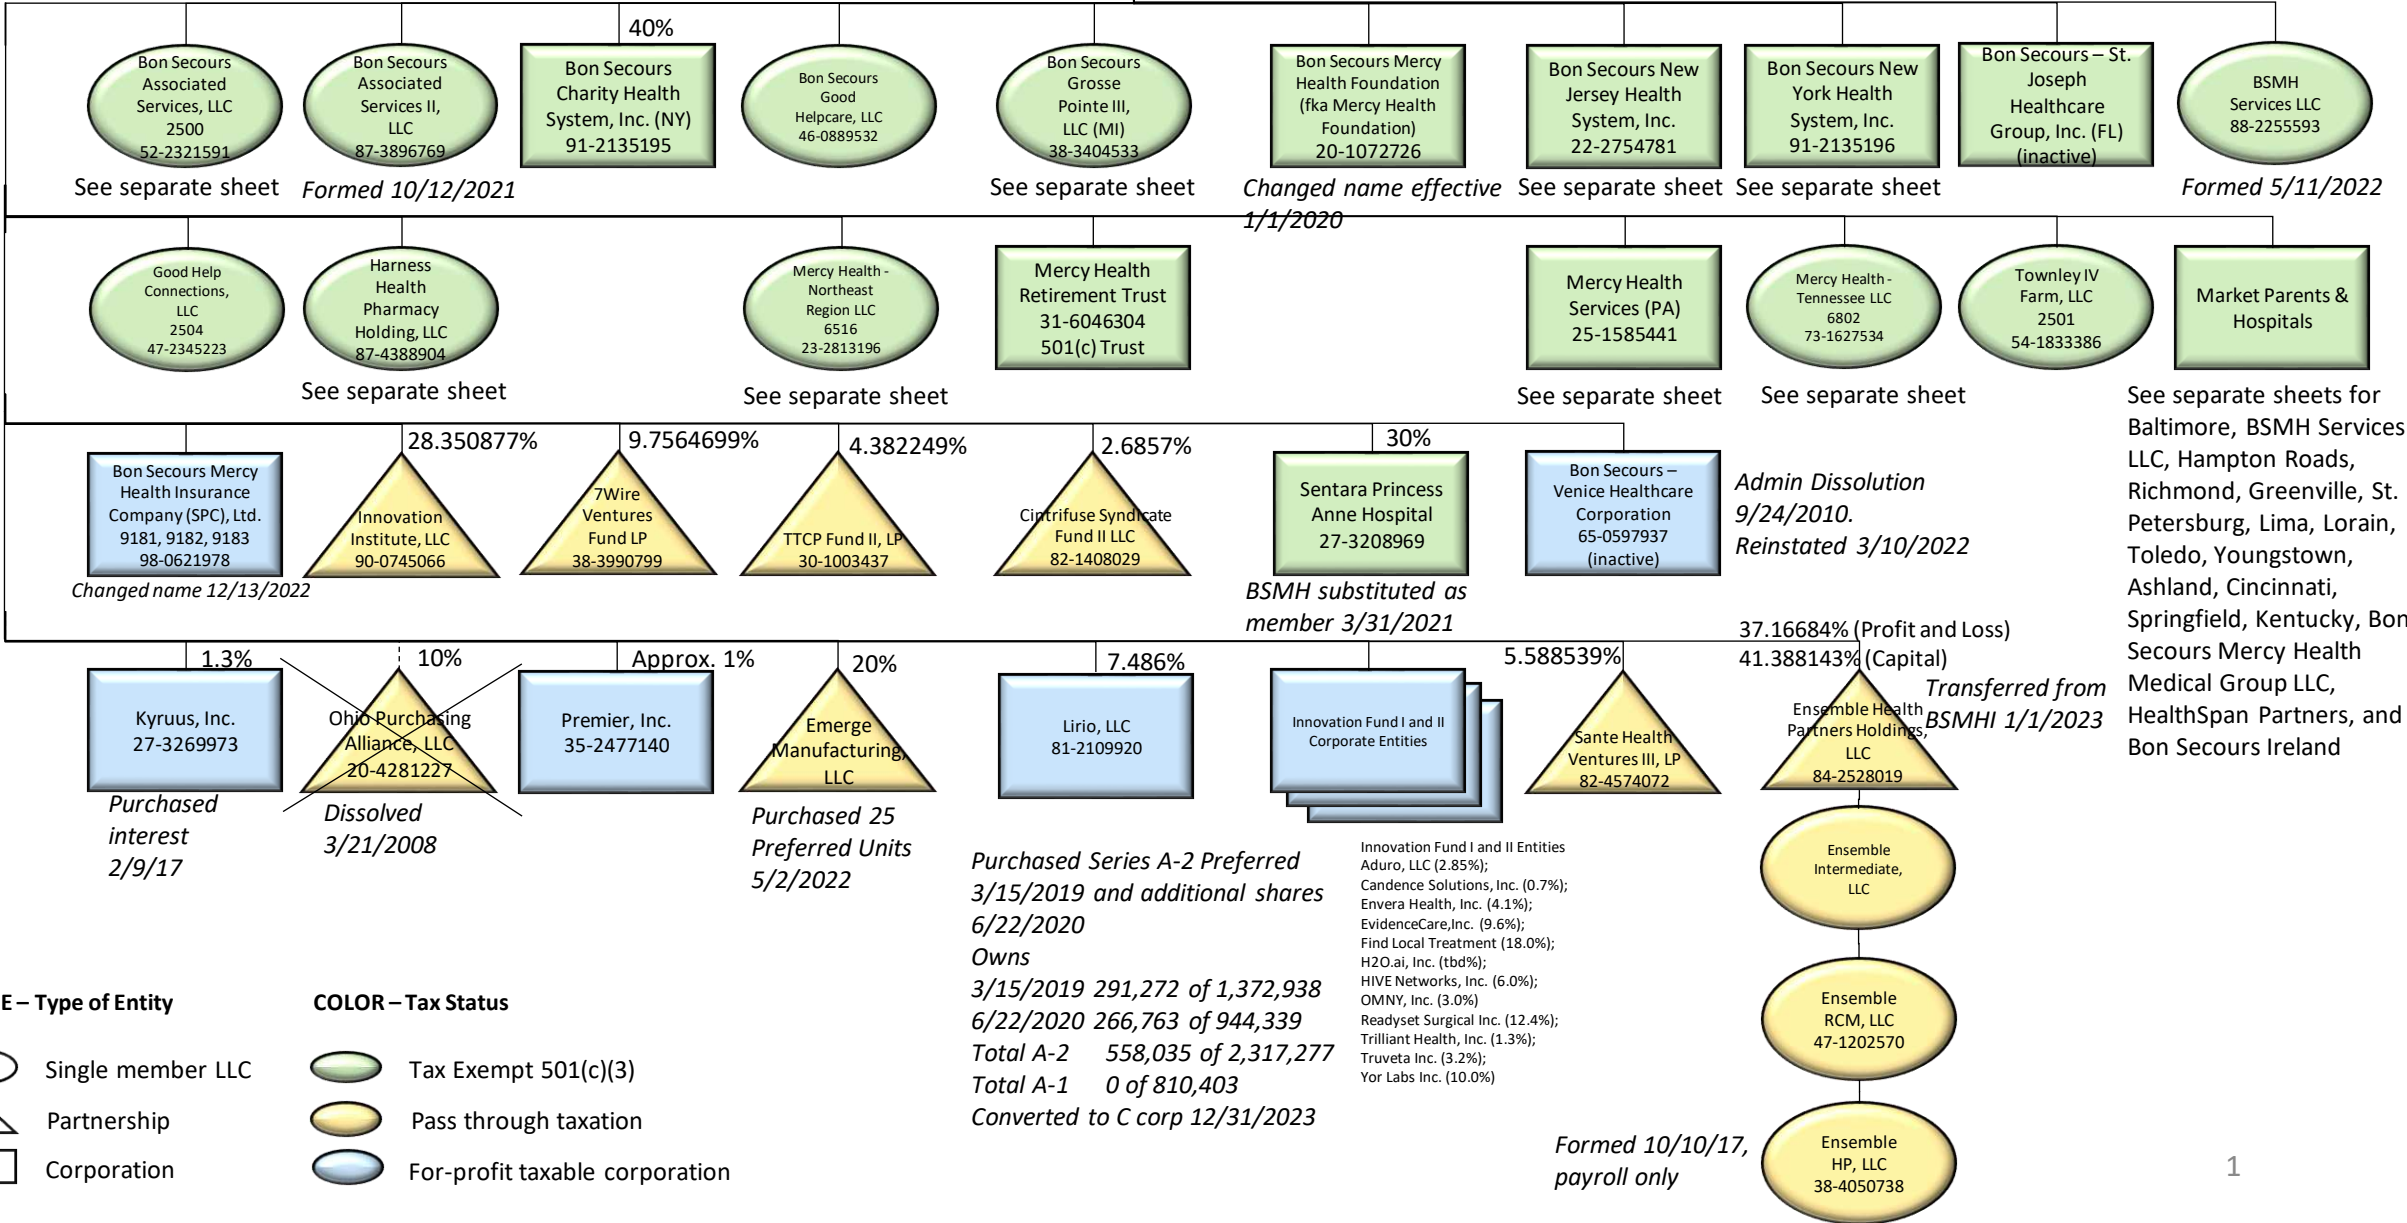 40%
Bon Secours
Associated
Services, LLC
2500
52-2321591
See separate sheet
Bon Secours
Associated
Services II,
LLC
87-3896769
Formed 10/12/2021
Bon Secours
Charity Health
System, Inc. (NY)
91-2135195
Bon Secours
Good
Helpcare, LLC
46-0889532
Bon Secours
Grosse
Pointe III,
LLC (MI)
38-3404533
See separate sheet
Bon Secours Mercy
Health Foundation
(fka Mercy Health
Foundation)
20-1072726
Changed name effective
1/1/2020
Bon Secours New
Jersey Health
System, Inc.
22-2754781
See separate sheet
Bon Secours New
York Health
System, Inc.
91-2135196
See separate sheet
Bon Secours – St.
Joseph
Healthcare
Group, Inc. (FL)
(inactive)
BSMH
Services LLC
88-2255593
Formed 5/11/2022
Good Help
Connections,
LLC
2504
47-2345223
Harness
Health
Pharmacy
Holding, LLC
87-4388904
See separate sheet
Mercy Health -
Northeast
Region LLC
6516
23-2813196
See separate sheet
Mercy Health
Retirement Trust
31-6046304
501(c) Trust
Mercy Health
Services (PA)
25-1585441
See separate sheet
Mercy Health -
Tennessee LLC
6802
73-1627534
See separate sheet
Townley IV
Farm, LLC
2501
54-1833386
Market Parents &
Hospitals
See separate sheets for
Baltimore, BSMH Services
LLC, Hampton Roads,
Richmond, Greenville, St.
Petersburg, Lima, Lorain,
Toledo, Youngstown,
Ashland, Cincinnati,
Springfield, Kentucky, Bon
Secours Mercy Health
Medical Group LLC,
HealthSpan Partners, and
Bon Secours Ireland
Bon Secours Mercy
Health Insurance
Company (SPC), Ltd.
9181, 9182, 9183
98-0621978
Changed name 12/13/2022
28.350877%
Innovation
Institute, LLC
90-0745066
9.7564699%
7Wire
Ventures
Fund LP
38-3990799
4.382249%
TTCP Fund II, LP
30-1003437
2.6857%
Cintrifuse Syndicate
Fund II LLC
82-1408029
30%
Sentara Princess
Anne Hospital
27-3208969
BSMH substituted as
member 3/31/2021
Bon Secours –
Venice Healthcare
Corporation
65-0597937
(inactive)
Admin Dissolution
9/24/2010.
Reinstated 3/10/2022
1.3%
Kyruus, Inc.
27-3269973
Purchased
interest
2/9/17
10%
Ohio Purchasing
Alliance, LLC
20-4281227
Dissolved
3/21/2008
Approx. 1%
Premier, Inc.
35-2477140
20%
Emerge
Manufacturing,
LLC
Purchased 25
Preferred Units
5/2/2022
7.486%
Lirio, LLC
81-2109920
Purchased Series A-2 Preferred
3/15/2019 and additional shares
6/22/2020
Owns
3/15/2019 291,272 of 1,372,938
6/22/2020 266,763 of 944,339
Total A-2 558,035 of 2,317,277
Total A-1 0 of 810,403
Converted to C corp 12/31/2023
Innovation Fund I and II
Corporate Entities
Innovation Fund I and II Entities
Aduro, LLC (2.85%);
Candence Solutions, Inc. (0.7%);
Envera Health, Inc. (4.1%);
EvidenceCare,Inc. (9.6%);
Find Local Treatment (18.0%);
H2O.ai, Inc. (tbd%);
HIVE Networks, Inc. (6.0%);
OMNY, Inc. (3.0%)
Readyset Surgical Inc. (12.4%);
Trilliant Health, Inc. (1.3%);
Truveta Inc. (3.2%);
Yor Labs Inc. (10.0%)
5.588539%
Sante Health
Ventures III, LP
82-4574072
37.16684% (Profit and Loss)
41.388143% (Capital)
Ensemble Health
Partners Holdings,
LLC
84-2528019
Transferred from
BSMHI 1/1/2023
Ensemble
Intermediate,
LLC
Ensemble
RCM, LLC
47-1202570
Formed 10/10/17,
payroll only
Ensemble
HP, LLC
38-4050738
E – Type of Entity
Single member LLC
Partnership
Corporation
COLOR – Tax Status
Tax Exempt 501(c)(3)
Pass through taxation
For-profit taxable corporation
1